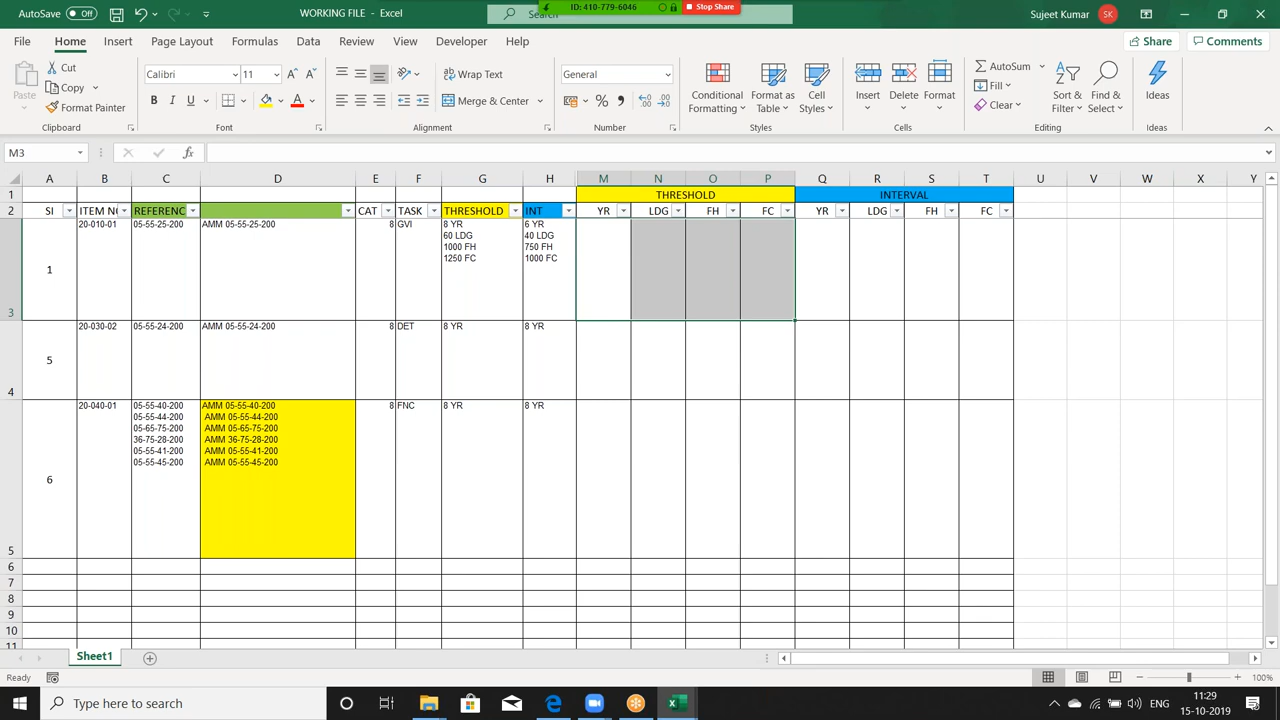 AutoSave Off
WORKING FILE - Excel
Search
ID: 410-779-6046
Stop Share
Sujeet Kumar
SK
File Home Insert Page Layout Formulas Data Review View Developer Help
Share
Comments
Paste
Cut
Copy
Format Painter
Clipboard
Calibri 11
B I U
Font
Wrap Text
Merge & Center
Alignment
General
Number
Conditional Formatting
Format as Table
Cell Styles
Styles
Insert
Delete
Format
Cells
AutoSum
Fill
Clear
Sort & Filter
Find & Select
Editing
Ideas
Ideas
M3
fx
A B C D E F G H M N O P Q R S T U V W X Y
1 THRESHOLD INTERVAL
2 SI ITEM NO REFERENC CAT TASK THRESHOLD INT YR LDG FH FC YR LDG FH FC
3 1 20-010-01 05-55-25-200 AMM 05-55-25-200 8 GVI 8 YR 6 YR
60 LDG 40 LDG
1000 FH 750 FH
1250 FC 1000 FC
4 5 20-030-02 05-55-24-200 AMM 05-55-24-200 8 DET 8 YR 8 YR
5 6 20-040-01 05-55-40-200 AMM 05-55-40-200 8 FNC 8 YR 8 YR
05-55-44-200 AMM 05-55-44-200
05-65-75-200 AMM 05-65-75-200
36-75-28-200 AMM 36-75-28-200
05-55-41-200 AMM 05-55-41-200
05-55-45-200 AMM 05-55-45-200
6
7
8
9
10
11
Sheet1
Ready
100%
Type here to search
ENG
11:29
15-10-2019